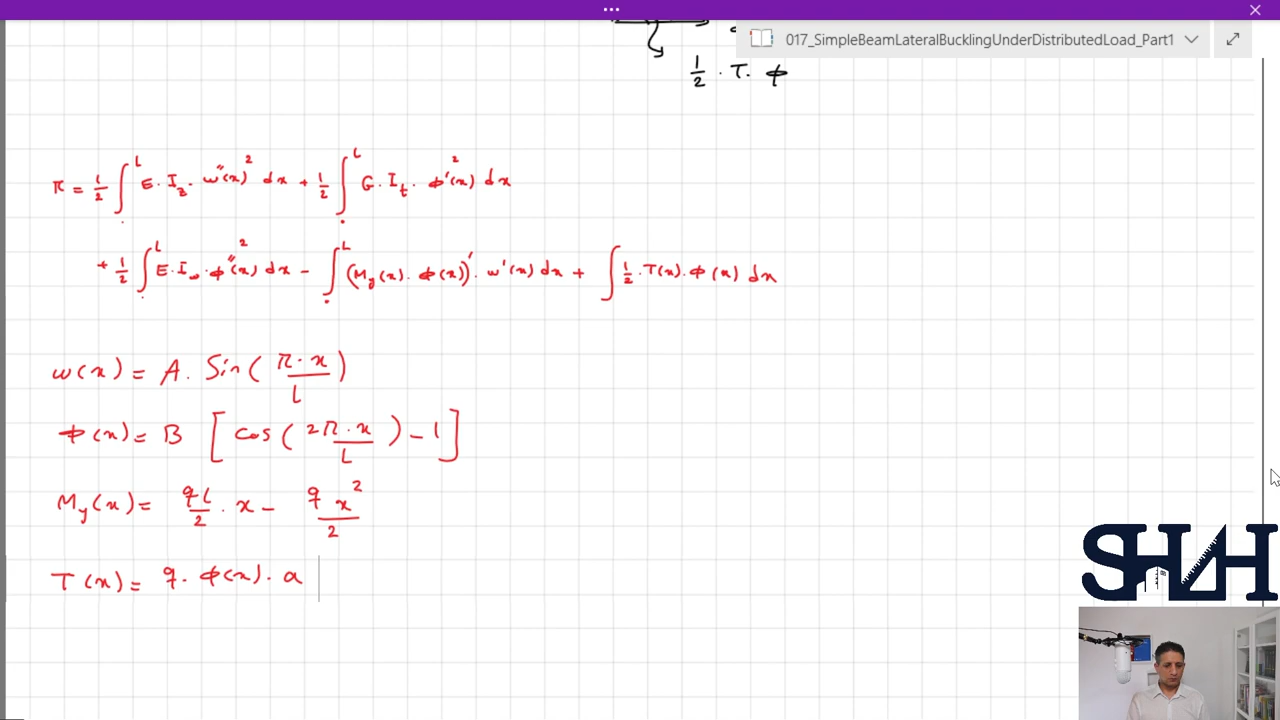 017_SimpleBeamLateralBucklingUnderDistributedLoad_Part1
1/2 · T · ϕ
π = 1/2 ∫₀ᴸ E·I_z · w''(x)² dx + 1/2 ∫₀ᴸ G·I_t · ϕ'(x)² dx
+ 1/2 ∫₀ᴸ E·I_ω · ϕ''(x)² dx − ∫₀ᴸ (M_y(x) · ϕ(x))' · w'(x) dx + ∫ 1/2 · T(x) · ϕ(x) dx
w(x) = A · Sin(π·x/L)
ϕ(x) = B [cos(2π·x/L) − 1]
M_y(x) = qL/2 · x − q x²/2
T(x) = q · ϕ(x) · a
SHZH